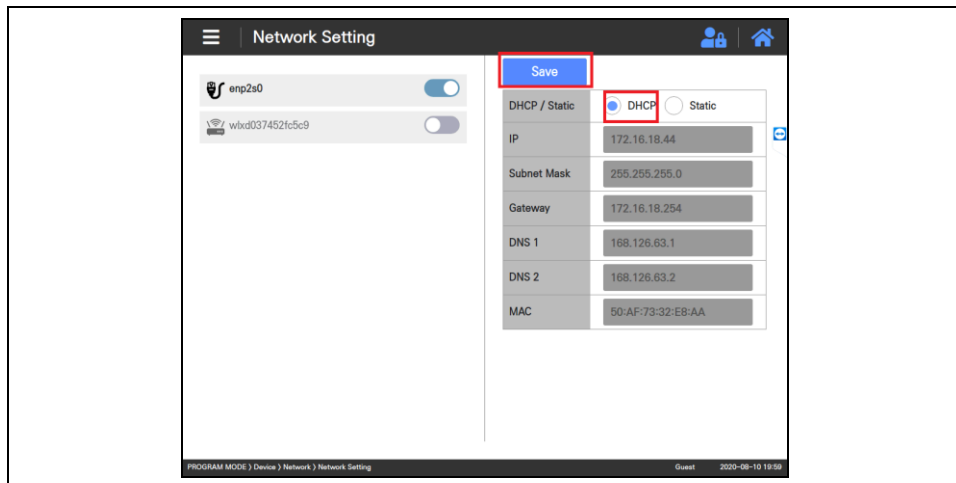 Network Setting
enp2s0
wlxd037452fc5c9
Save
DHCP / Static DHCP Static
IP 172.16.18.44
Subnet Mask 255.255.255.0
Gateway 172.16.18.254
DNS 1 168.126.63.1
DNS 2 168.126.63.2
MAC 50:AF:73:32:E8:AA
PROGRAM MODE > Device > Network > Network Setting Guest 2020-08-10 19:59